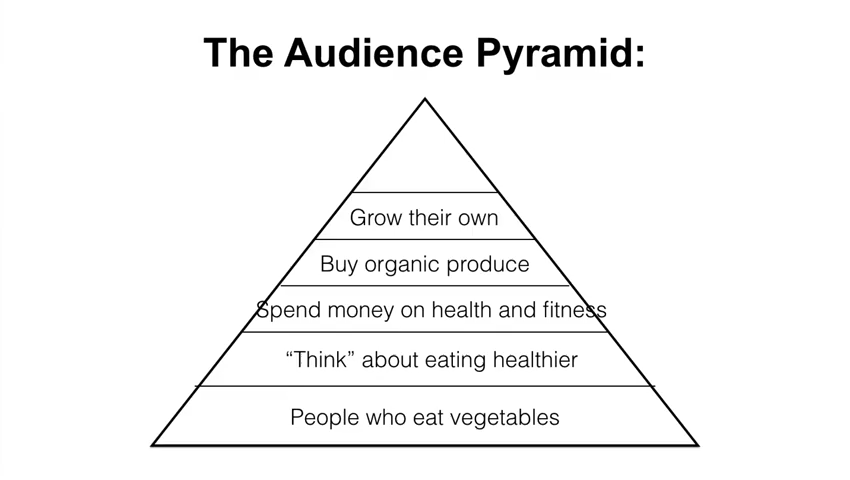 The Audience Pyramid:
Grow their own
Buy organic produce
Spend money on health and fitness
“Think” about eating healthier
People who eat vegetables